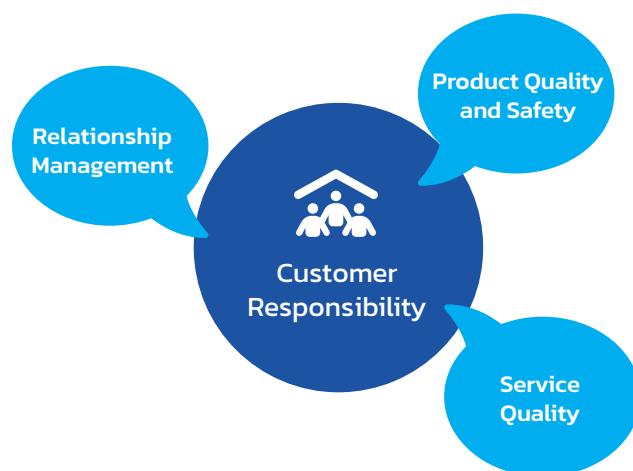 Product Quality
and Safety
Relationship
Management
Customer
Responsibility
Service
Quality